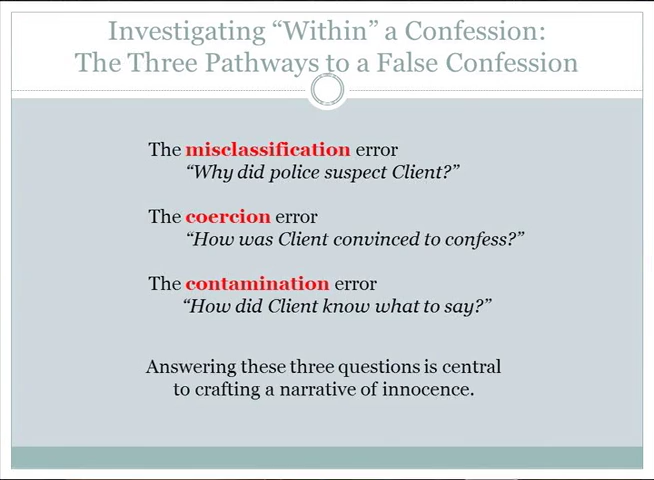 Investigating “Within” a Confession:
The Three Pathways to a False Confession
The misclassification error
“Why did police suspect Client?”
The coercion error
“How was Client convinced to confess?”
The contamination error
“How did Client know what to say?”
Answering these three questions is central
to crafting a narrative of innocence.